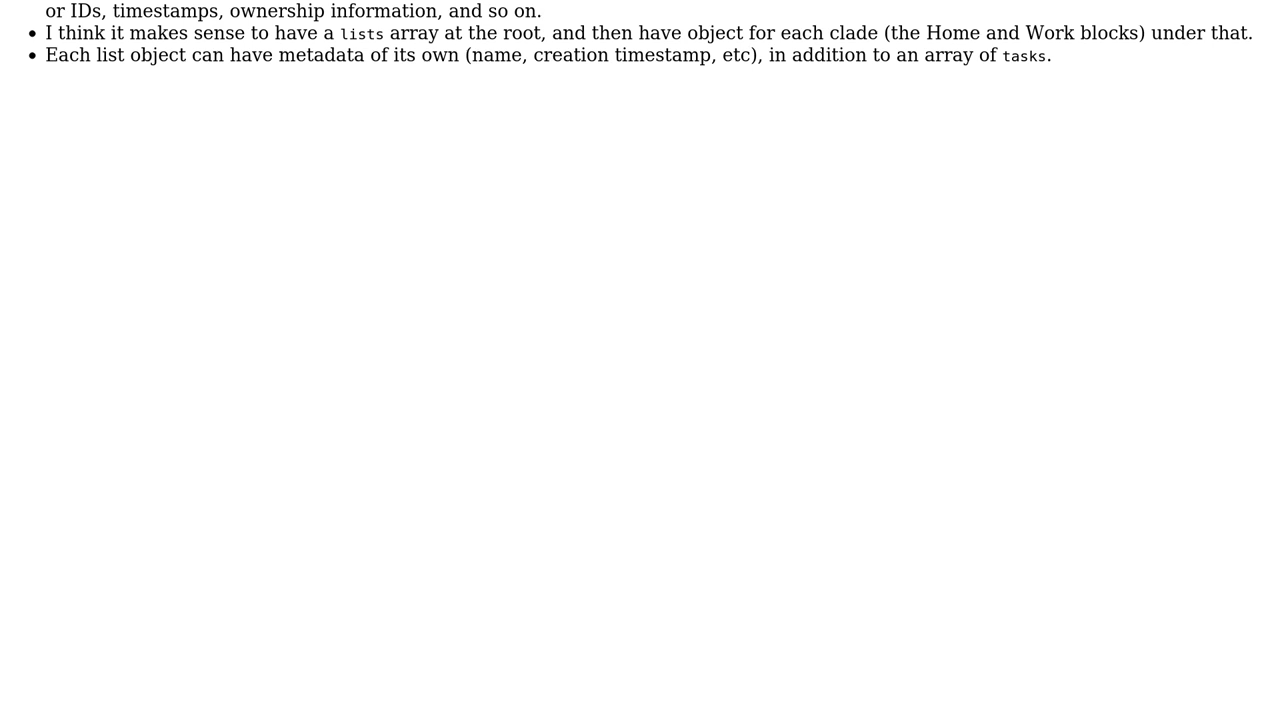 or IDs, timestamps, ownership information, and so on.
• I think it makes sense to have a lists array at the root, and then have object for each clade (the Home and Work blocks) under that.
• Each list object can have metadata of its own (name, creation timestamp, etc), in addition to an array of tasks.